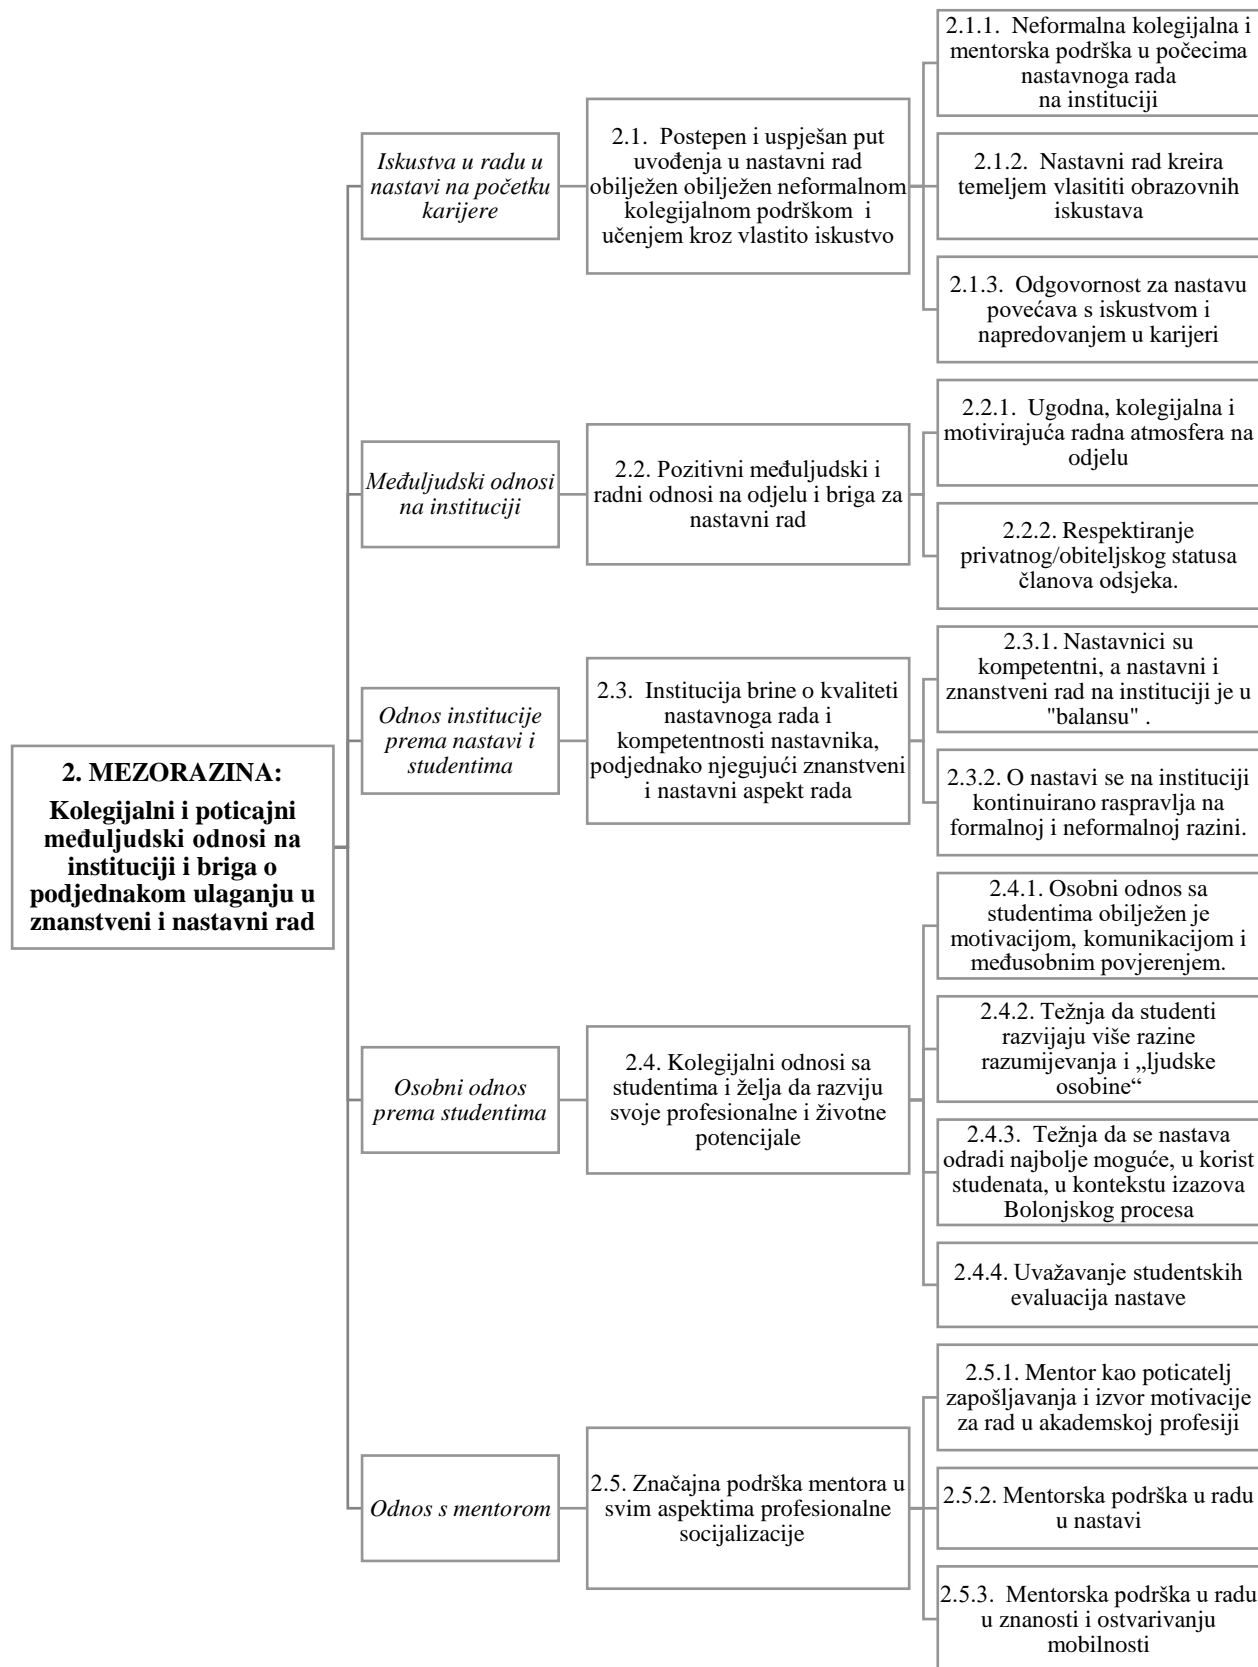 2. MEZORAZINA:
Kolegijalni i poticajni
međuljudski odnosi na
instituciji i briga o
podjednakom ulaganju u
znanstveni i nastavni rad
Iskustva u radu u
nastavi na početku
karijere
2.1. Postepen i uspješan put
uvođenja u nastavni rad
obilježen obilježen neformalnom
kolegijalnom podrškom i
učenjem kroz vlastito iskustvo
2.1.1. Neformalna kolegijalna i
mentorska podrška u počecima
nastavnoga rada
na instituciji
2.1.2. Nastavni rad kreira
temeljem vlasititi obrazovnih
iskustava
2.1.3. Odgovornost za nastavu
povećava s iskustvom i
napredovanjem u karijeri
Međuljudski odnosi
na instituciji
2.2. Pozitivni međuljudski i
radni odnosi na odjelu i briga za
nastavni rad
2.2.1. Ugodna, kolegijalna i
motivirajuća radna atmosfera na
odjelu
2.2.2. Respektiranje
privatnog/obiteljskog statusa
članova odsjeka.
Odnos institucije
prema nastavi i
studentima
2.3. Institucija brine o kvaliteti
nastavnoga rada i
kompetentnosti nastavnika,
podjednako njegujući znanstveni
i nastavni aspekt rada
2.3.1. Nastavnici su
kompetentni, a nastavni i
znanstveni rad na instituciji je u
"balansu" .
2.3.2. O nastavi se na instituciji
kontinuirano raspravlja na
formalnoj i neformalnoj razini.
Osobni odnos
prema studentima
2.4. Kolegijalni odnosi sa
studentima i želja da razviju
svoje profesionalne i životne
potencijale
2.4.1. Osobni odnos sa
studentima obilježen je
motivacijom, komunikacijom i
međusobnim povjerenjem.
2.4.2. Težnja da studenti
razvijaju više razine
razumijevanja i „ljudske
osobine“
2.4.3. Težnja da se nastava
odradi najbolje moguće, u korist
studenata, u kontekstu izazova
Bolonjskog procesa
2.4.4. Uvažavanje studentskih
evaluacija nastave
Odnos s mentorom
2.5. Značajna podrška mentora u
svim aspektima profesionalne
socijalizacije
2.5.1. Mentor kao poticatelj
zapošljavanja i izvor motivacije
za rad u akademskoj profesiji
2.5.2. Mentorska podrška u radu
u nastavi
2.5.3. Mentorska podrška u radu
u znanosti i ostvarivanju
mobilnosti